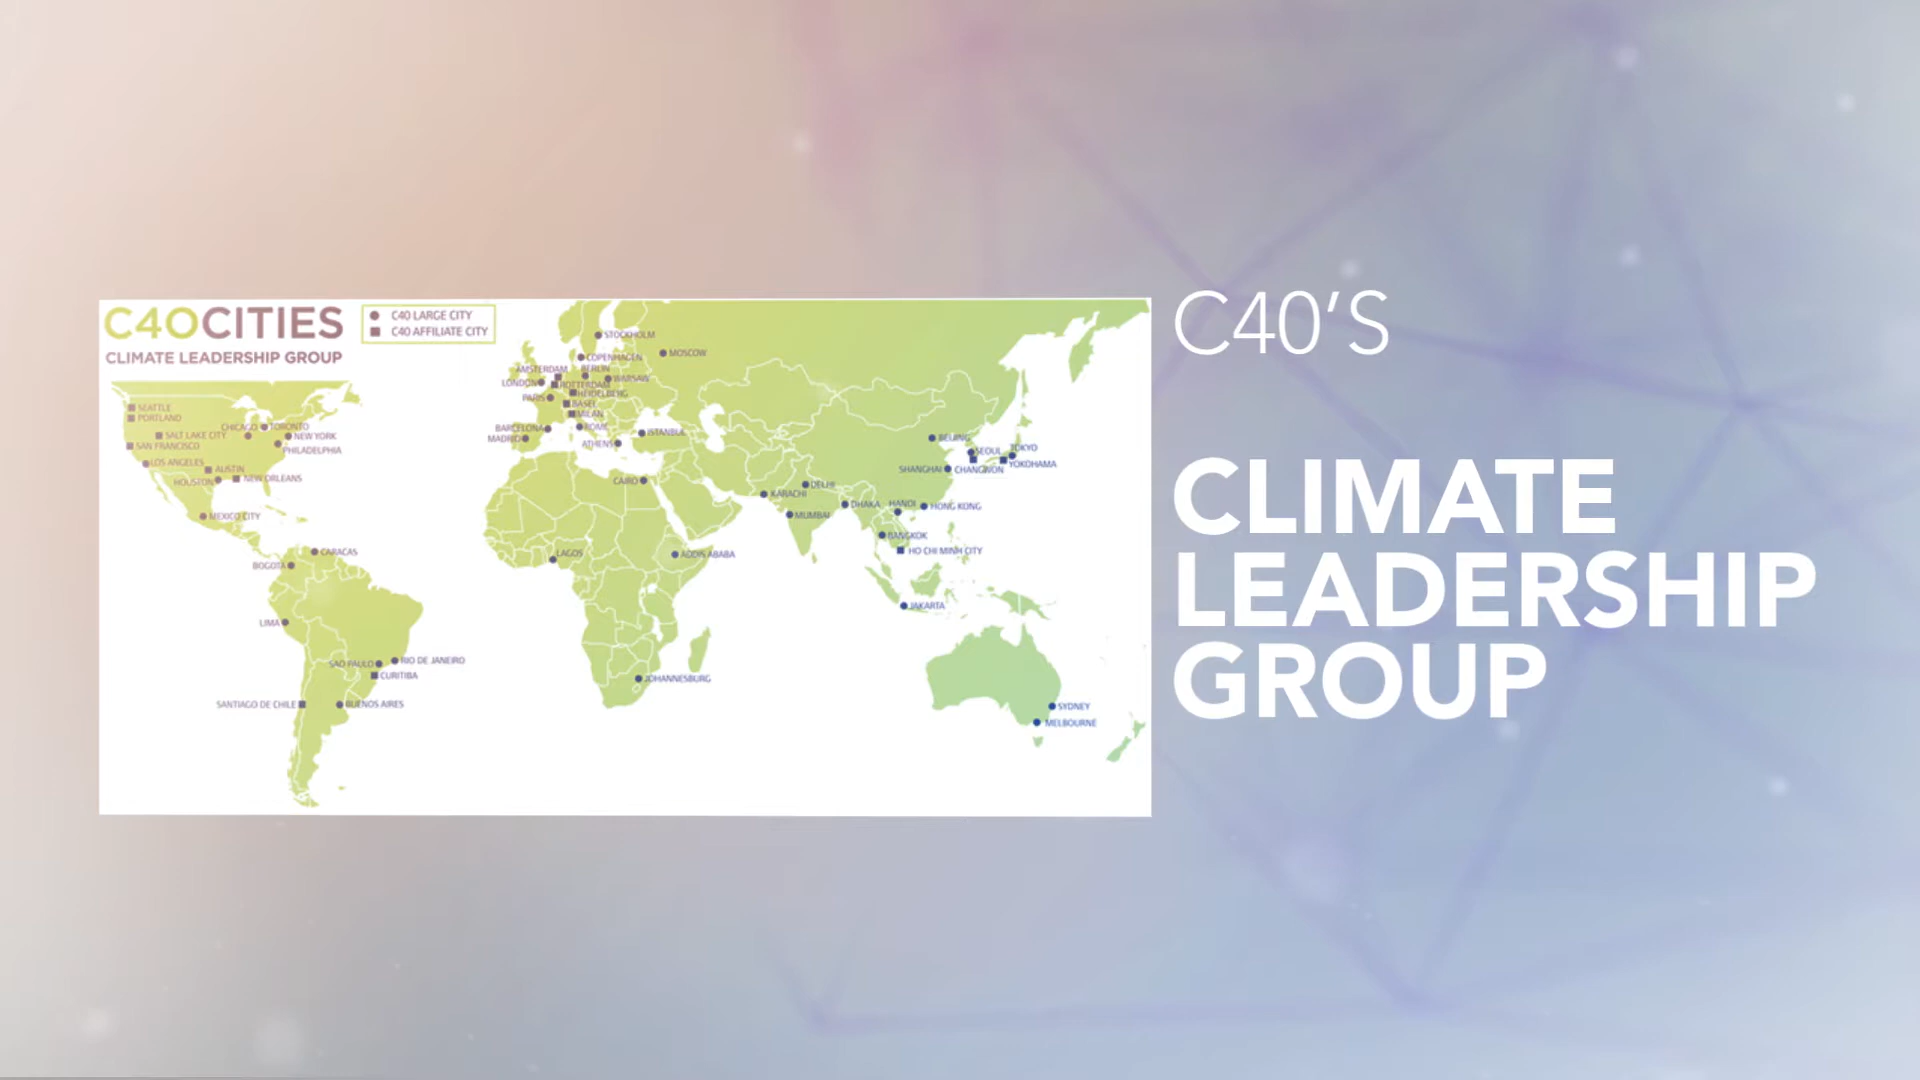 C40CITIES
CLIMATE LEADERSHIP GROUP
C40 LARGE CITY
C40 AFFILIATE CITY
SEATTLE
PORTLAND
SALT LAKE CITY
SAN FRANCISCO
LOS ANGELES
CHICAGO
TORONTO
NEW YORK
PHILADELPHIA
AUSTIN
HOUSTON
NEW ORLEANS
MEXICO CITY
CARACAS
BOGOTA
LIMA
SAO PAULO
RIO DE JANEIRO
CURITIBA
SANTIAGO DE CHILE
BUENOS AIRES
STOCKHOLM
MOSCOW
COPENHAGEN
AMSTERDAM
BERLIN
LONDON
ROTTERDAM
WARSAW
PARIS
HEIDELBERG
BASEL
MILAN
BARCELONA
ROME
MADRID
ATHENS
ISTANBUL
CAIRO
LAGOS
ADDIS ABABA
JOHANNESBURG
KARACHI
DELHI
MUMBAI
DHAKA
HANOI
HONG KONG
BANGKOK
HO CHI MINH CITY
JAKARTA
BEIJING
SEOUL
TOKYO
SHANGHAI
CHANGWON
YOKOHAMA
SYDNEY
MELBOURNE
C40'S
CLIMATE
LEADERSHIP
GROUP